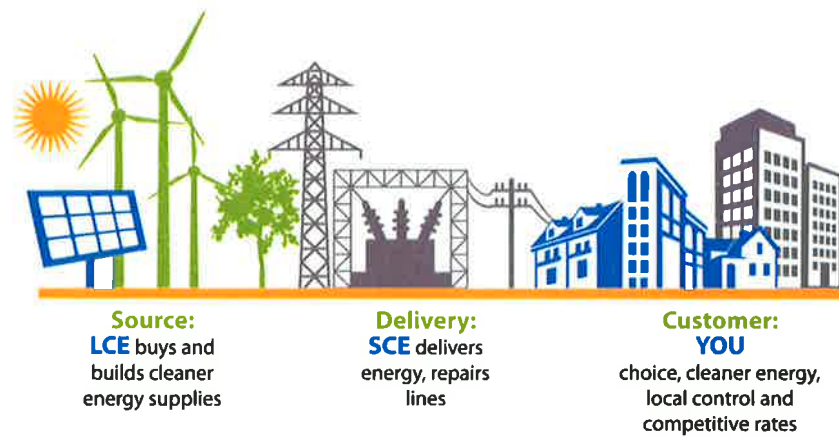 Source:
LCE buys and
builds cleaner
energy supplies
Delivery:
SCE delivers
energy, repairs
lines
Customer:
YOU
choice, cleaner energy,
local control and
competitive rates